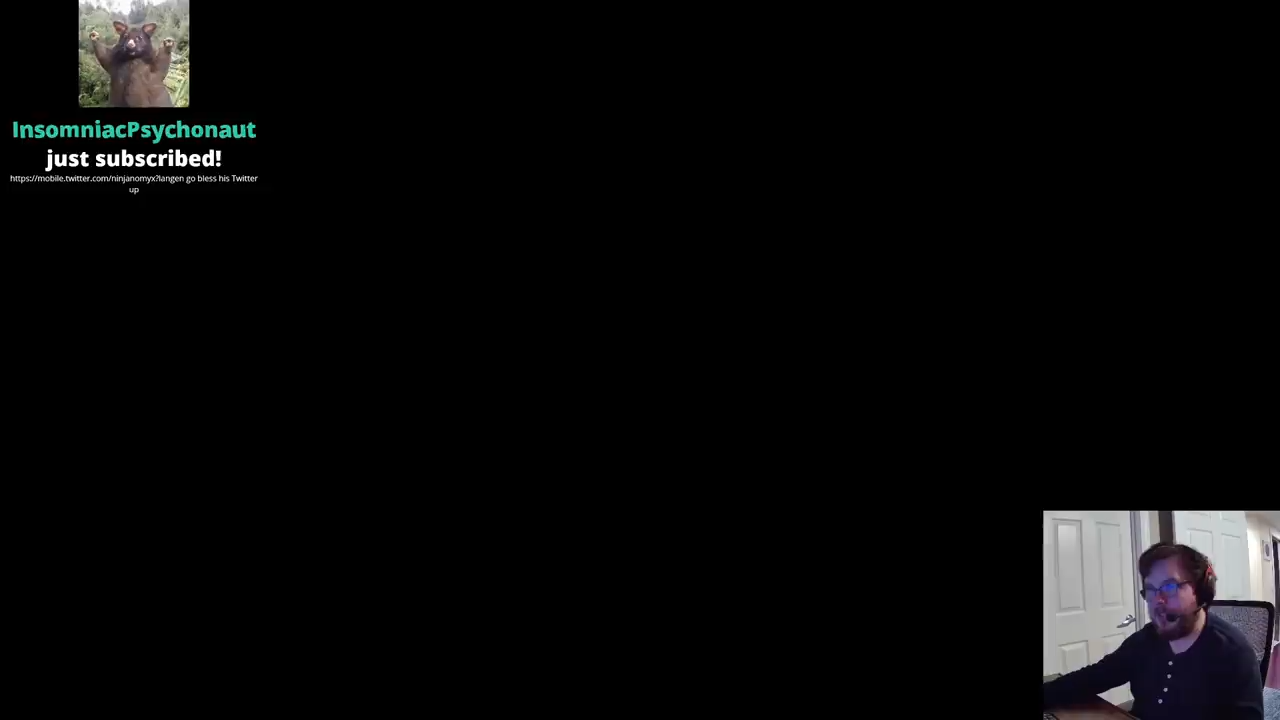 InsomniacPsychonaut
just subscribed!
https://mobile.twitter.com/ninjanomyx?langen go bless his Twitter
up